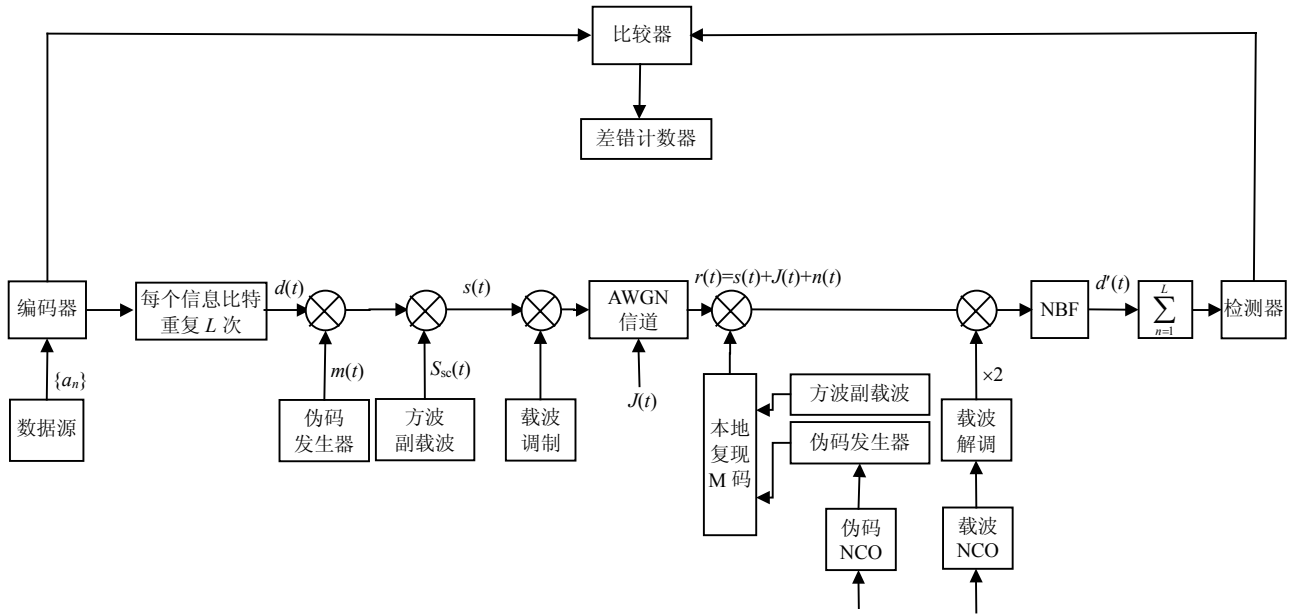 比较器
差错计数器
r(t)=s(t)+J(t)+n(t)
编码器
每个信息比特
重复 L 次
d(t)
s(t)
AWGN
信道
NBF
d′(t)
L
∑
n=1
检测器
{aₙ}
m(t)
Ssc(t)
J(t)
×2
数据源
伪码
发生器
方波
副载波
载波
调制
本地
复现
M 码
方波副载波
伪码发生器
载波
解调
伪码
NCO
载波
NCO